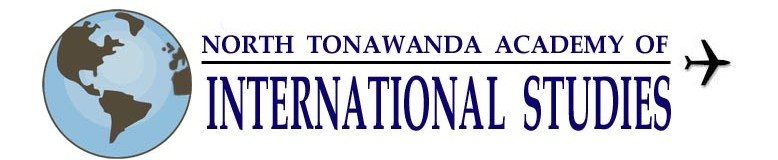 NORTH TONAWANDA ACADEMY OF
INTERNATIONAL STUDIES